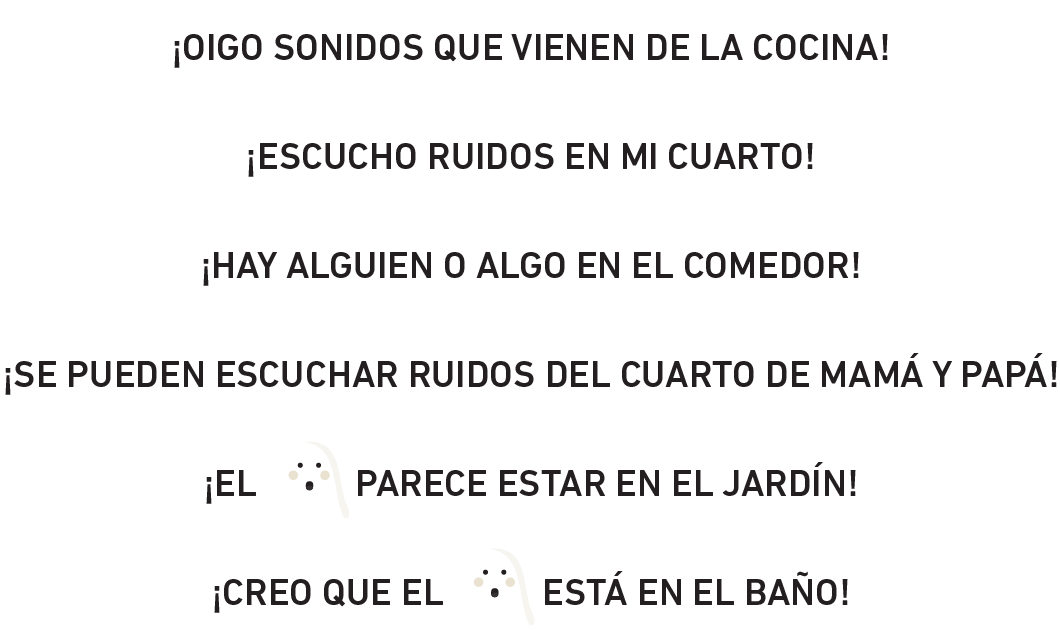 ¡OIGO SONIDOS QUE VIENEN DE LA COCINA!
¡ESCUCHO RUIDOS EN MI CUARTO!
¡HAY ALGUIEN O ALGO EN EL COMEDOR!
¡SE PUEDEN ESCUCHAR RUIDOS DEL CUARTO DE MAMÁ Y PAPÁ!
¡EL PARECE ESTAR EN EL JARDÍN!
¡CREO QUE EL ESTÁ EN EL BAÑO!